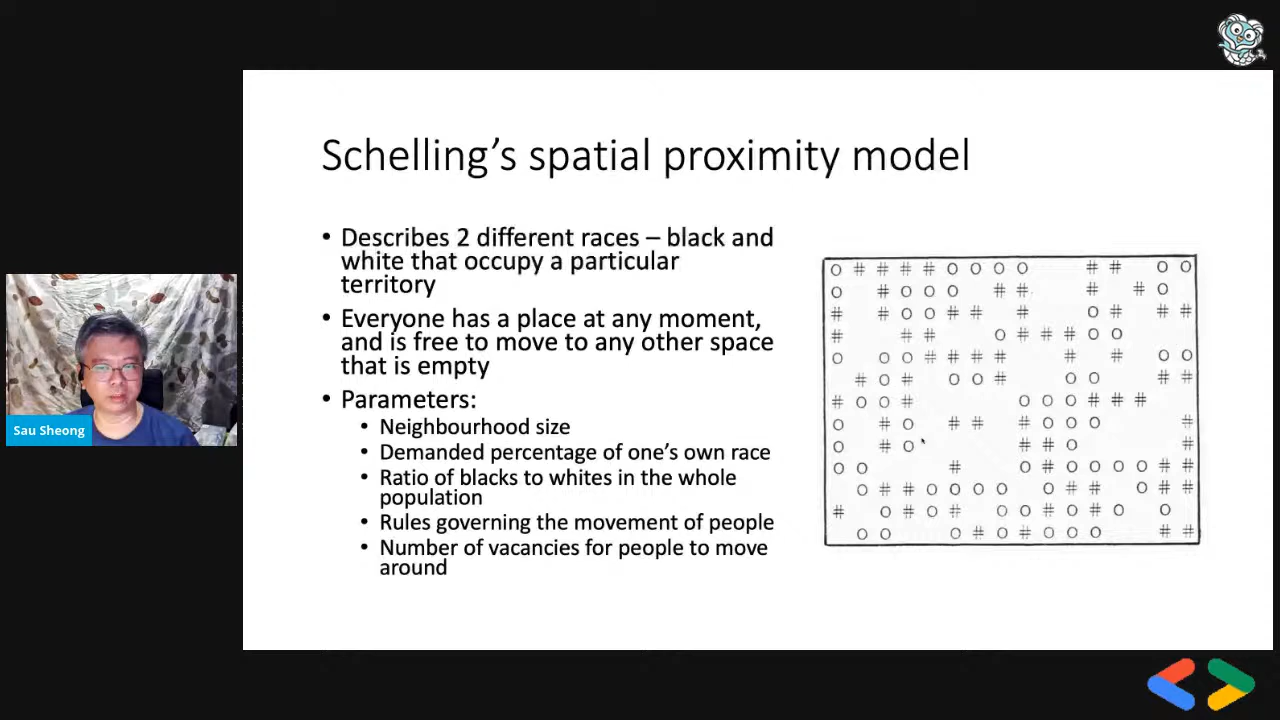 Schelling's spatial proximity model
• Describes 2 different races – black and
white that occupy a particular
territory
• Everyone has a place at any moment,
and is free to move to any other space
that is empty
• Parameters:
• Neighbourhood size
• Demanded percentage of one's own race
• Ratio of blacks to whites in the whole
population
• Rules governing the movement of people
• Number of vacancies for people to move
around
O # # # # O O O O # # O O
O # O O O # # # # O
# # O O # # # O # # #
# # # O # # # O O
O O O # # # # # # O O
# O # O O # O O # #
# O O # O O O # # #
O # O # # # O O O #
O # O # # O #
O O # O # O O O O # #
O # # O O O O O # # O # #
# O # O # O O # O # O O
O O O # O # O O O # #
Sau Sheong